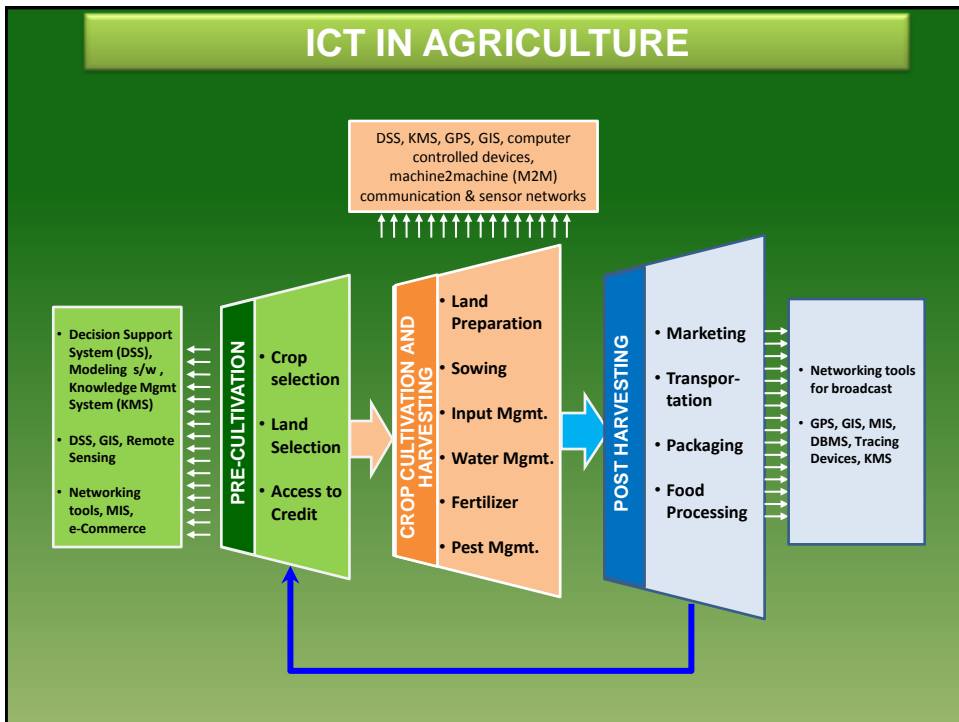 ICT IN AGRICULTURE
DSS, KMS, GPS, GIS, computer
controlled devices,
machine2machine (M2M)
communication & sensor networks
• Decision Support
System (DSS),
Modeling s/w ,
Knowledge Mgmt
System (KMS)
• DSS, GIS, Remote
Sensing
• Networking
tools, MIS,
e-Commerce
PRE-CULTIVATION
• Crop
selection
• Land
Selection
• Access to
Credit
CROP CULTIVATION AND
HARVESTING
• Land
Preparation
• Sowing
• Input Mgmt.
• Water Mgmt.
• Fertilizer
• Pest Mgmt.
POST HARVESTING
• Marketing
• Transpor-
tation
• Packaging
• Food
Processing
• Networking tools
for broadcast
• GPS, GIS, MIS,
DBMS, Tracing
Devices, KMS